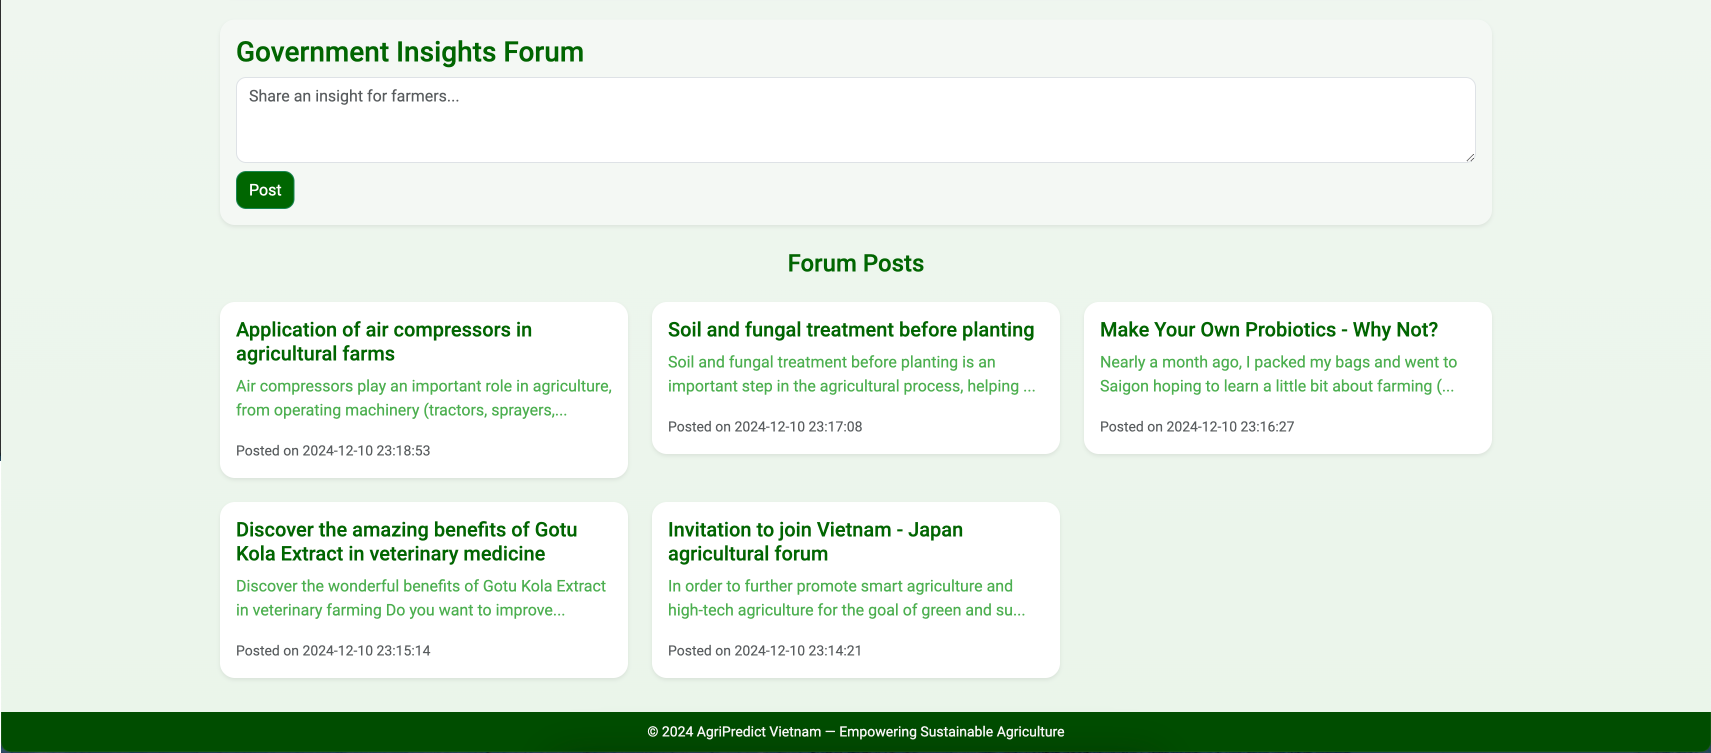 Government Insights Forum
Share an insight for farmers...
Post
Forum Posts
Application of air compressors in
agricultural farms
Air compressors play an important role in agriculture,
from operating machinery (tractors, sprayers,...
Posted on 2024-12-10 23:18:53
Soil and fungal treatment before planting
Soil and fungal treatment before planting is an
important step in the agricultural process, helping ...
Posted on 2024-12-10 23:17:08
Make Your Own Probiotics - Why Not?
Nearly a month ago, I packed my bags and went to
Saigon hoping to learn a little bit about farming (...
Posted on 2024-12-10 23:16:27
Discover the amazing benefits of Gotu
Kola Extract in veterinary medicine
Discover the wonderful benefits of Gotu Kola Extract
in veterinary farming Do you want to improve...
Posted on 2024-12-10 23:15:14
Invitation to join Vietnam - Japan
agricultural forum
In order to further promote smart agriculture and
high-tech agriculture for the goal of green and su...
Posted on 2024-12-10 23:14:21
© 2024 AgriPredict Vietnam — Empowering Sustainable Agriculture